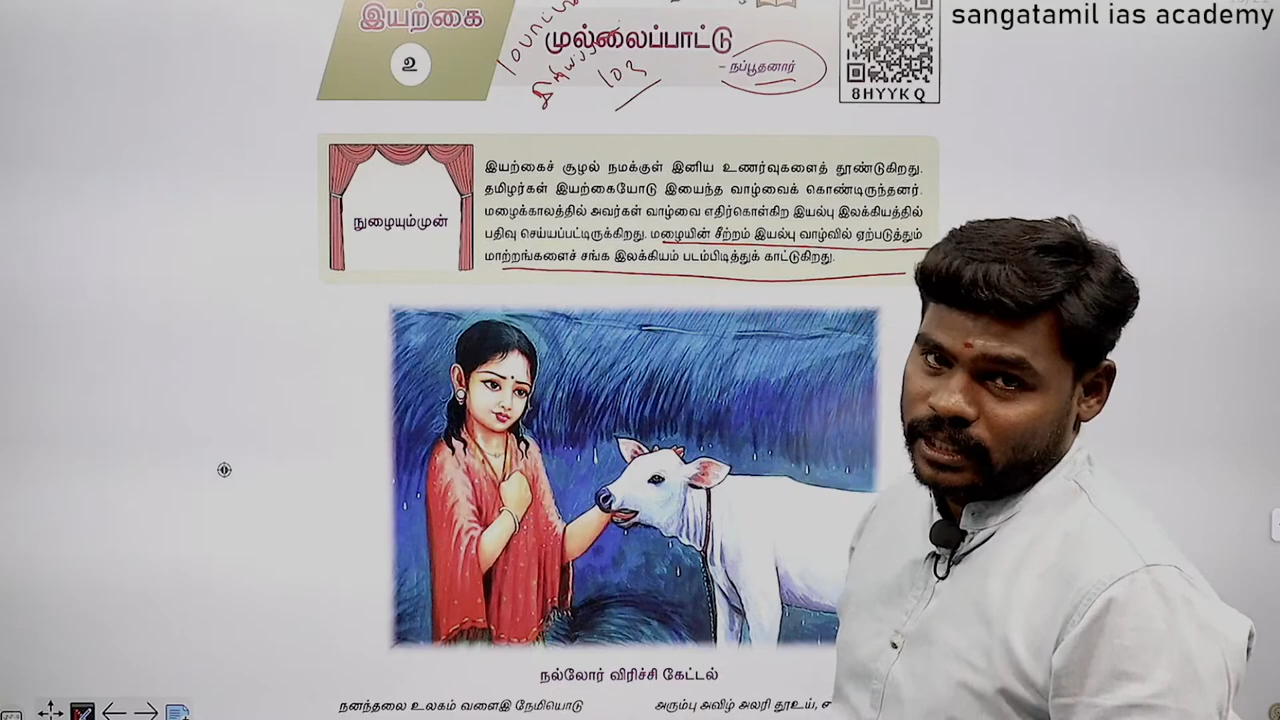 sangatamil ias academy
இயற்கை
௨
முல்லைப்பாட்டு
103
– நப்பூதனார்
8HYYKQ
நுழையும்முன்
இயற்கைச் சூழல் நமக்குள் இனிய உணர்வுகளைத் தூண்டுகிறது.
தமிழர்கள் இயற்கையோடு இயைந்த வாழ்வைக் கொண்டிருந்தனர்.
மழைக்காலத்தில் அவர்கள் வாழ்வை எதிர்கொள்கிற இயல்பு இலக்கியத்தில்
பதிவு செய்யப்பட்டிருக்கிறது. மழையின் சீற்றம் இயல்பு வாழ்வில் ஏற்படுத்தும்
மாற்றங்களைச் சங்க இலக்கியம் படம்பிடித்துக் காட்டுகிறது.
நல்லோர் விரிச்சி கேட்டல்
நனந்தலை உலகம் வளைஇ நேமியொடு
அரும்பு அவிழ் அலரி தூஉய்,